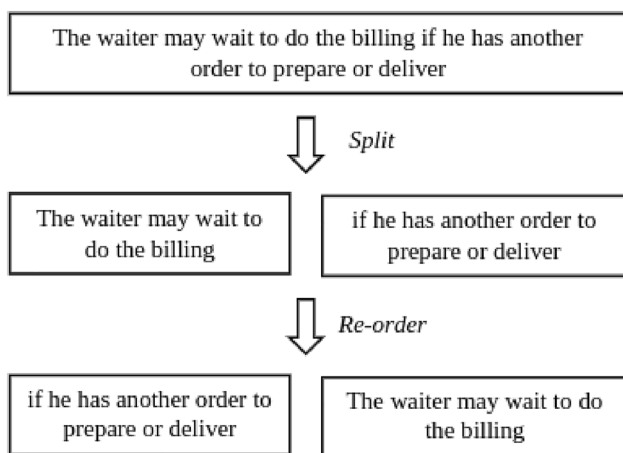 The waiter may wait to do the billing if he has another
order to prepare or deliver
Split
The waiter may wait to
do the billing
if he has another order to
prepare or deliver
Re-order
if he has another order to
prepare or deliver
The waiter may wait to do
the billing